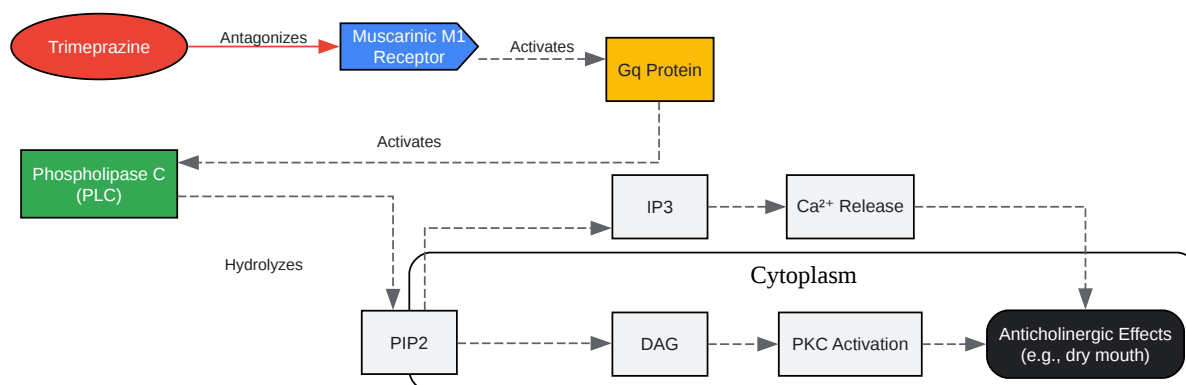 Trimeprazine
Antagonizes
Muscarinic M1
Receptor
Activates
Gq Protein
Activates
Phospholipase C
(PLC)
IP3
Ca²⁺ Release
Hydrolyzes
Cytoplasm
PIP2
DAG
PKC Activation
Anticholinergic Effects
(e.g., dry mouth)